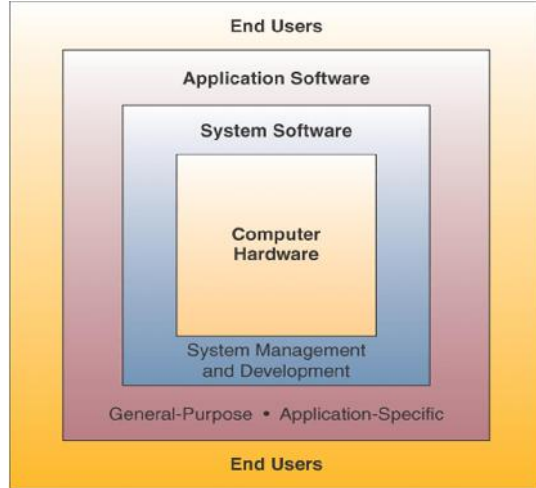 End Users
Application Software
System Software
Computer
Hardware
System Management
and Development
General-Purpose • Application-Specific
End Users